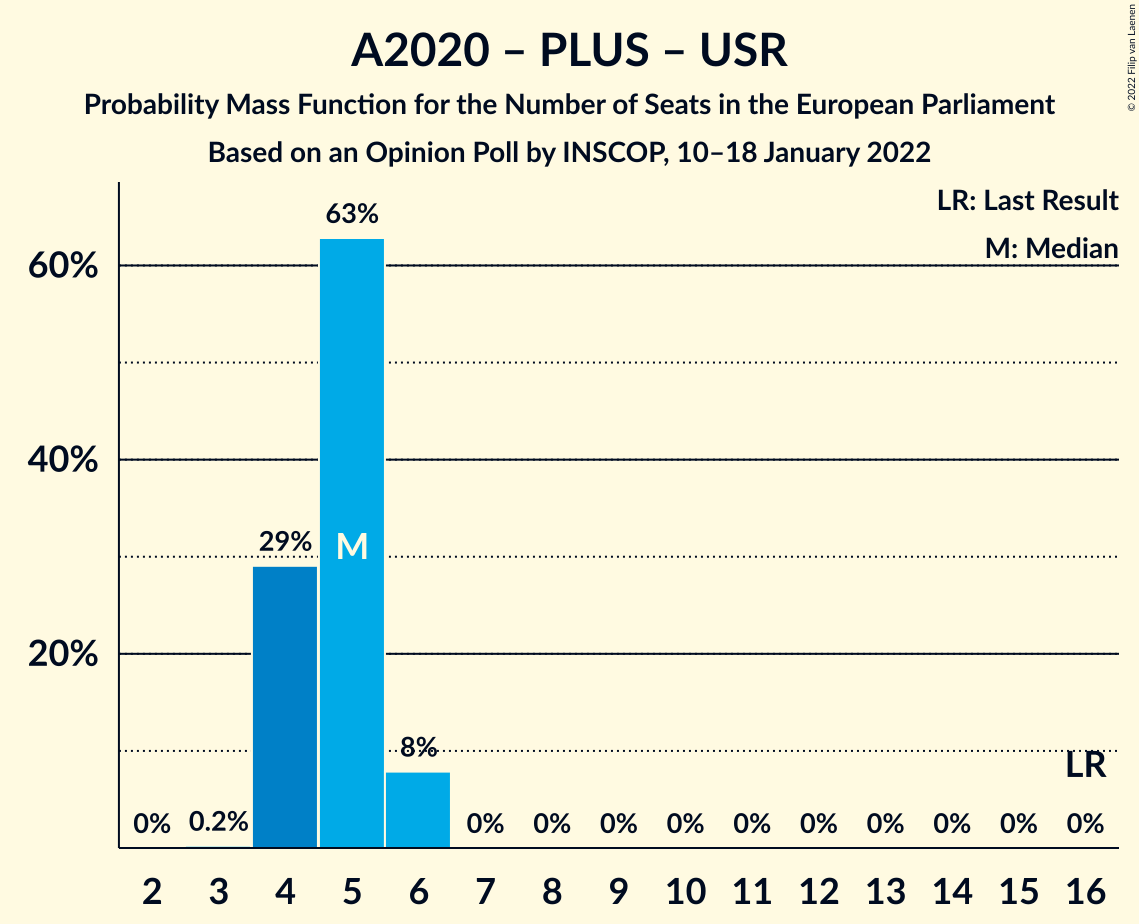 A2020 – PLUS – USR
Probability Mass Function for the Number of Seats in the European Parliament
Based on an Opinion Poll by INSCOP, 10–18 January 2022
© 2022 Filip van Laenen
LR: Last Result
M: Median
60%
40%
20%
0% 0.2% 29% 63% 8% 0% 0% 0% 0% 0% 0% 0% 0% 0% 0%
M
LR
2 3 4 5 6 7 8 9 10 11 12 13 14 15 16